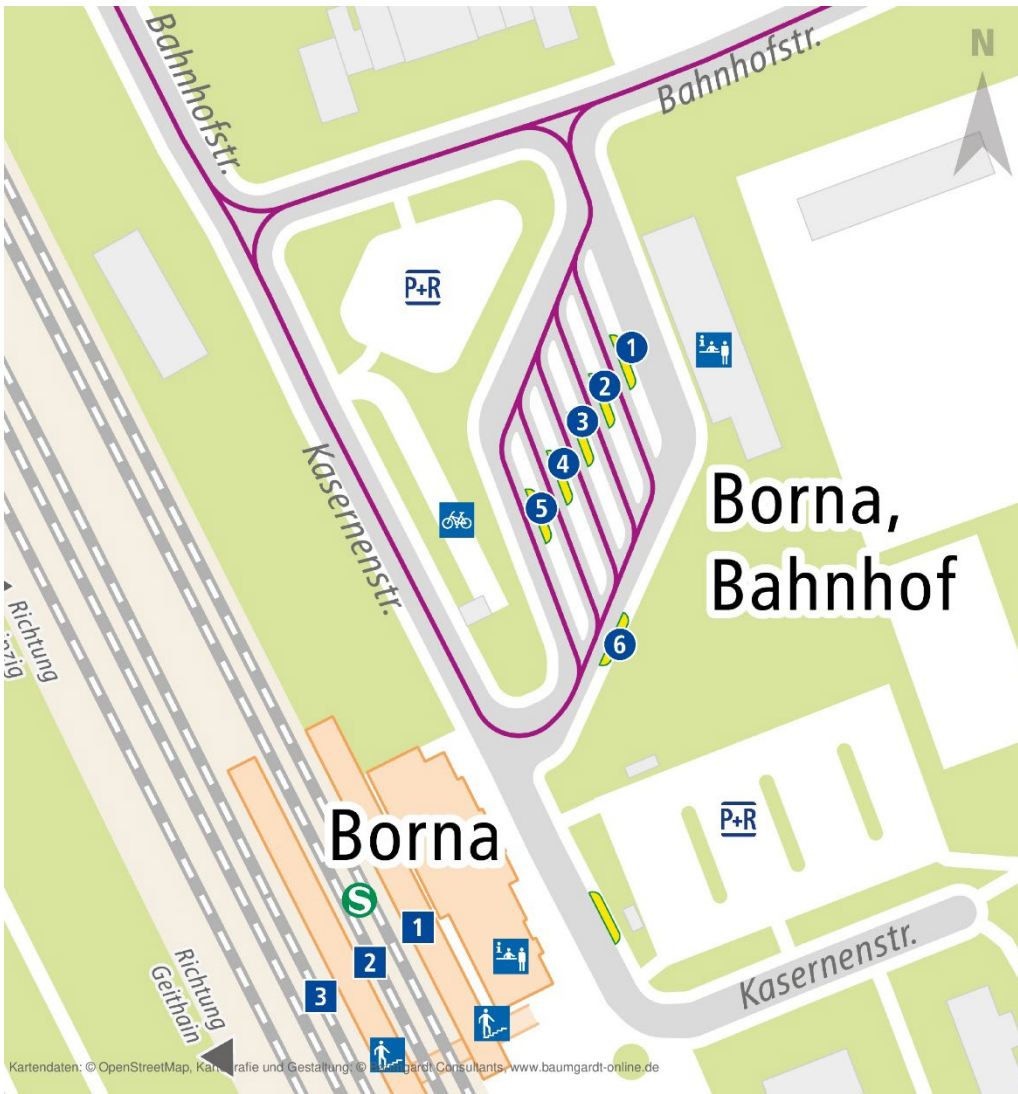 Bahnhofstr.
Bahnhofstr.
N
P+R
1
2
3
4
5
Kasernenstr.
Borna,
Bahnhof
6
Richtung
P+R
Borna
S
1
2
3
Kasernenstr.
Richtung
Geithain
Kartendaten: © OpenStreetMap, Kartografie und Gestaltung: © Baumgardt Consultants, www.baumgardt-online.de